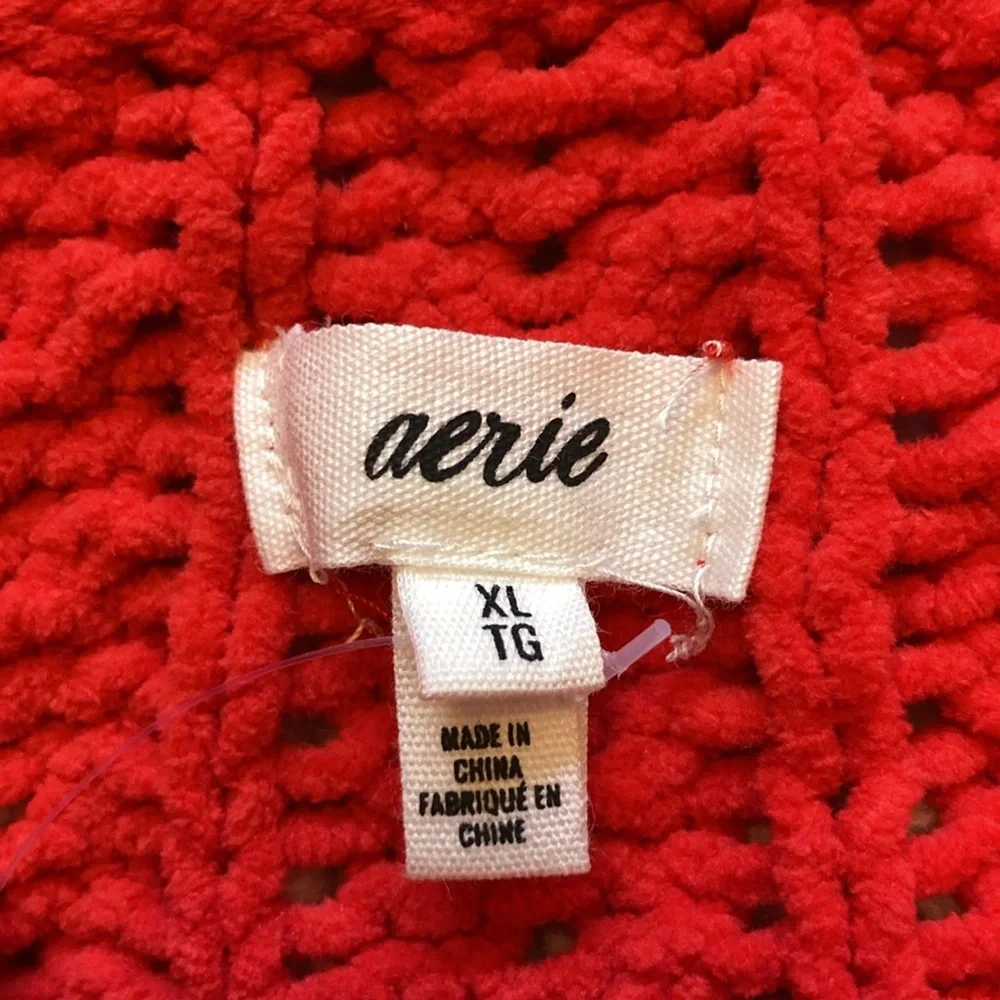 aerie
XL
TG
MADE IN
CHINA
FABRIQUÉ EN
CHINE